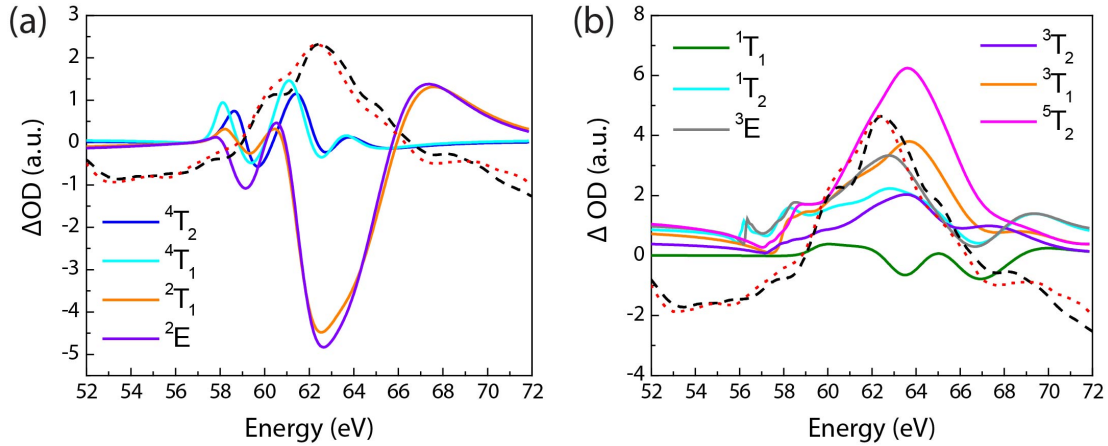 (a)
ΔOD (a.u.)
3
2
1
0
-1
-2
-3
-4
-5
⁴T₂
⁴T₁
²T₁
²E
52 54 56 58 60 62 64 66 68 70 72
Energy (eV)
(b)
Δ OD (a.u.)
8
6
4
2
0
-2
-4
¹T₁
¹T₂
³E
³T₂
³T₁
⁵T₂
52 54 56 58 60 62 64 66 68 70 72
Energy (eV)